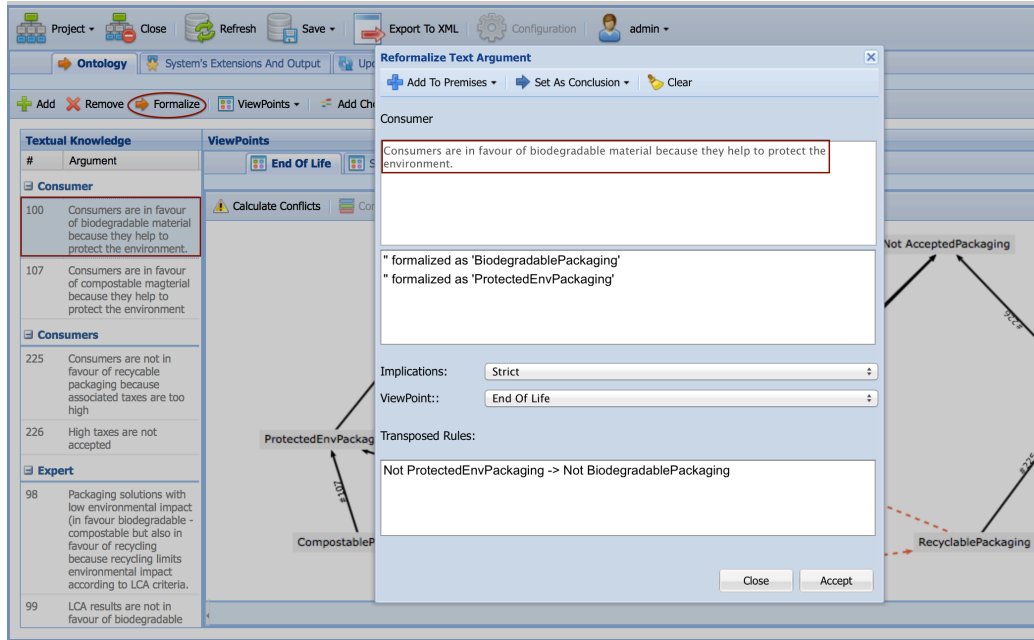 Project
Close
Refresh
Save
Export To XML
Configuration
admin
Ontology
System's Extensions And Output
Add
Remove
Formalize
ViewPoints
Textual Knowledge
# Argument
Consumer
100 Consumers are in favour
of biodegradable material
because they help to
protect the environment.
107 Consumers are in favour
of compostable magterial
because they help to
protect the environment
Consumers
225 Consumers are not in
favour of recycable
packaging because
associated taxes are too
high
226 High taxes are not
accepted
Expert
98 Packaging solutions with
low environmental impact
(in favour biodegradable -
compostable but also in
favour of recycling
because recycling limits
environmental impact
according to LCA criteria.
99 LCA results are not in
favour of biodegradable
ViewPoints
End Of Life
Calculate Conflicts
ProtectedEnvPackag
#107
CompostableP
Reformalize Text Argument
Add To Premises
Set As Conclusion
Clear
Consumer
Consumers are in favour of biodegradable material because they help to protect the
environment.
" formalized as 'BiodegradablePackaging'
" formalized as 'ProtectedEnvPackaging'
Implications: Strict
ViewPoint:: End Of Life
Transposed Rules:
Not ProtectedEnvPackaging -> Not BiodegradablePackaging
Close
Accept
Not AcceptedPackaging
#226
#225
RecyclablePackaging